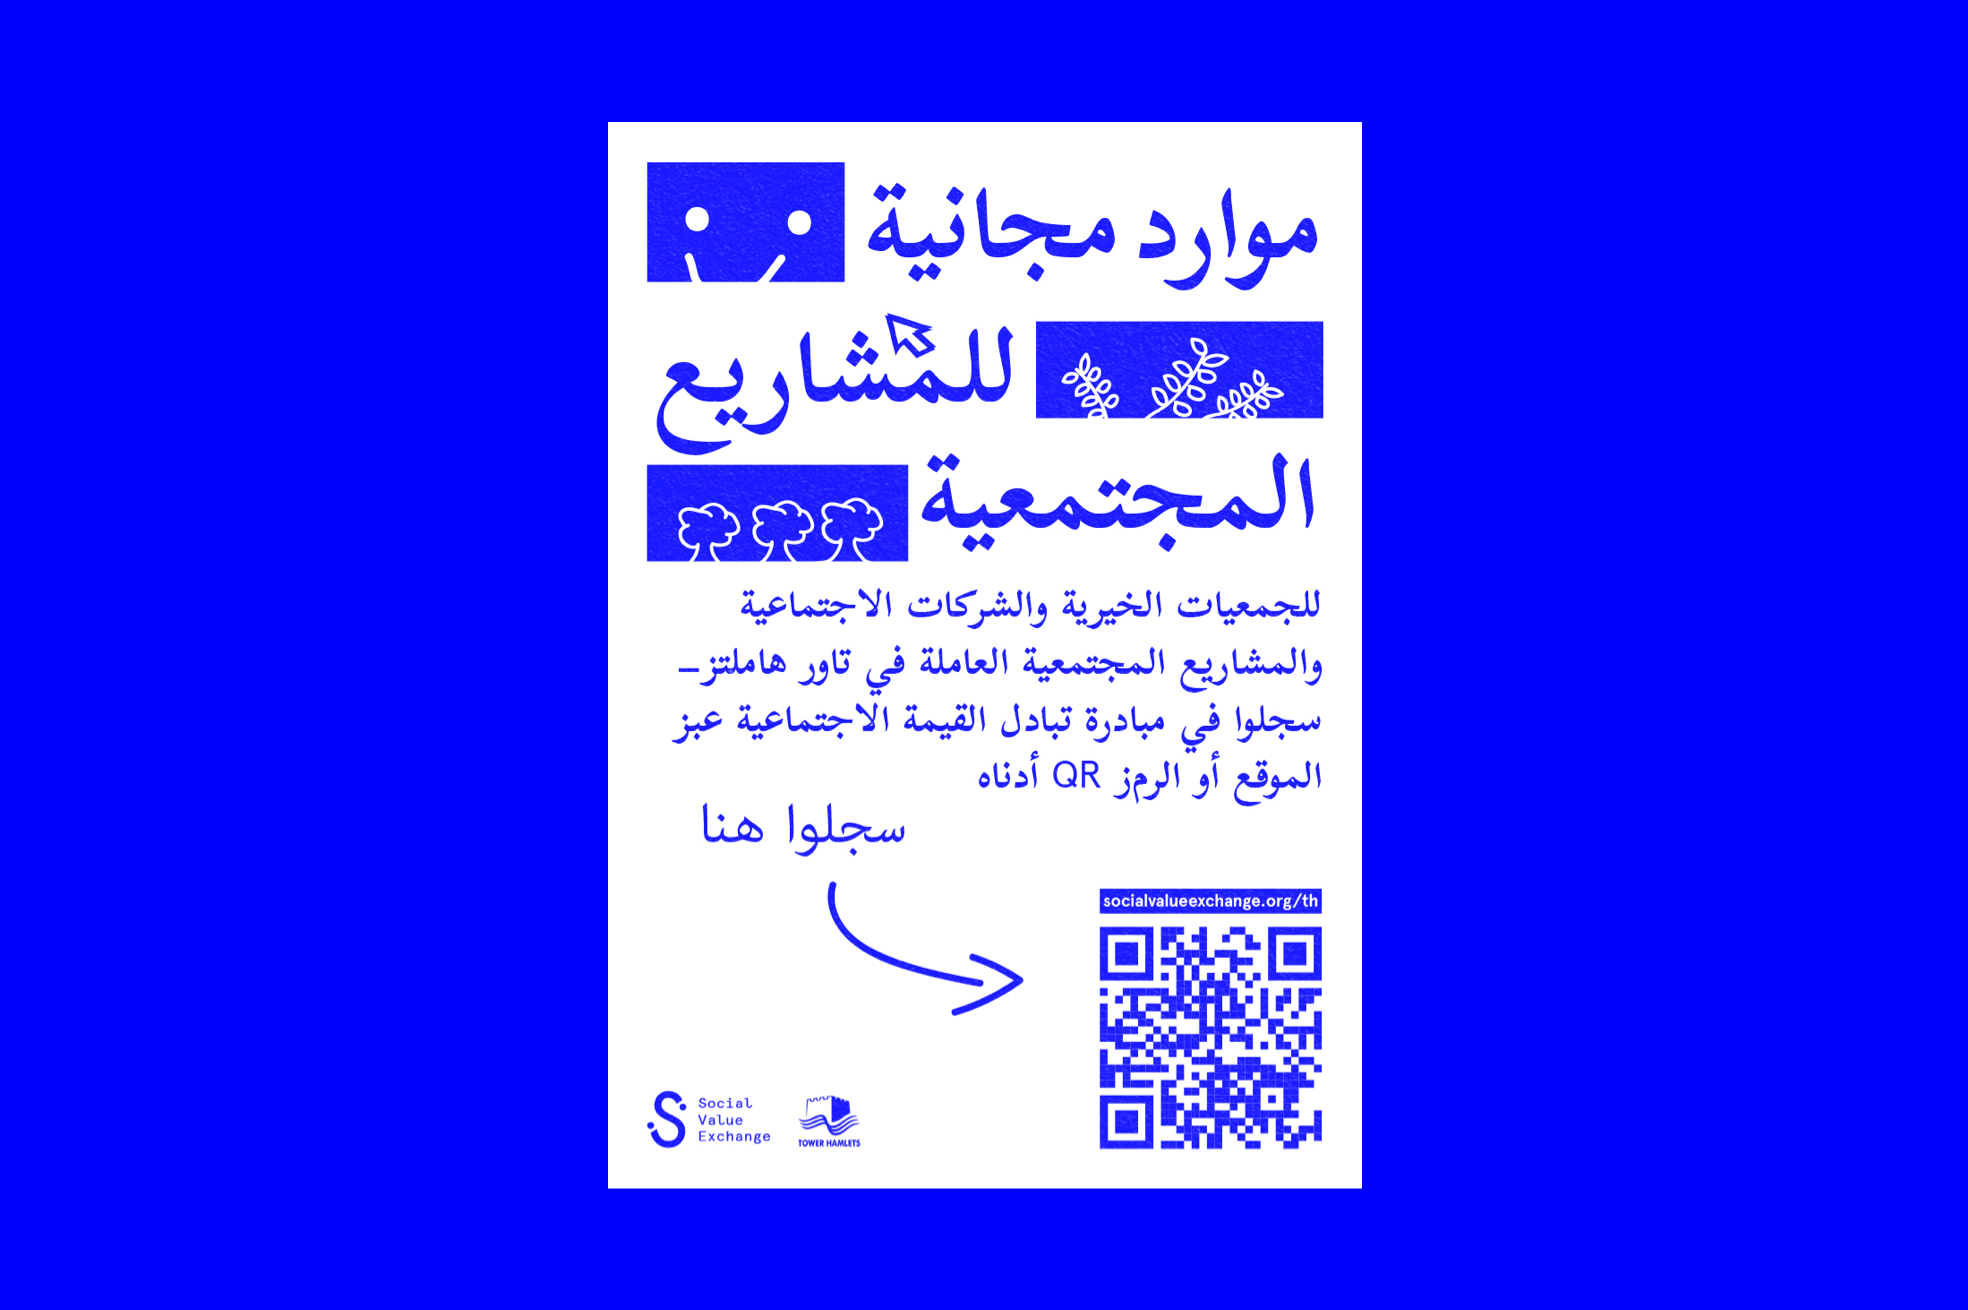 موارد مجانية
للمشاريع
المجتمعية
للجمعيات الخيرية والشركات الاجتماعية
والمشاريع المجتمعية العاملة في تاور هاملتز–
سجلوا في مبادرة تبادل القيمة الاجتماعية عبز
الموقع أو الرمز QR أدناه
سجلوا هنا
socialvalueexchange.org/th
Social
Value
Exchange
TOWER HAMLETS